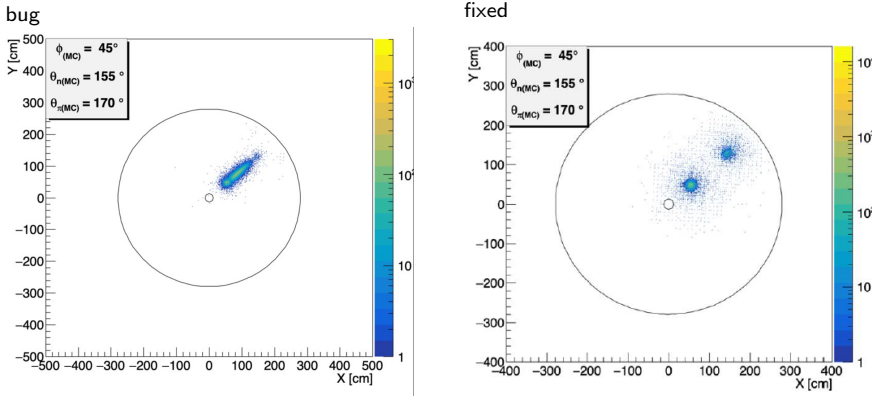 bug
fixed
ϕ(MC) = 45°
θn(MC) = 155 °
θπ(MC) = 170 °
Y [cm]
500
400
300
200
100
0
−100
−200
−300
−400
−500
−500 −400 −300 −200 −100 0 100 200 300 400 500
X [cm]
10²
10
1
ϕ(MC) = 45°
θn(MC) = 155 °
θπ(MC) = 170 °
Y [cm]
400
300
200
100
0
−100
−200
−300
−400
−400 −300 −200 −100 0 100 200 300 400
X [cm]
10
1